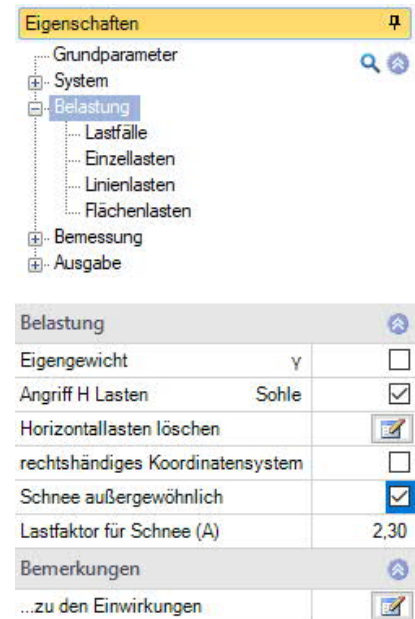 Eigenschaften
Grundparameter
System
Belastung
Lastfälle
Einzellasten
Linienlasten
Flächenlasten
Bemessung
Ausgabe
Belastung
Eigengewicht γ
Angriff H Lasten Sohle
Horizontallasten löschen
rechtshändiges Koordinatensystem
Schnee außergewöhnlich
Lastfaktor für Schnee (A) 2,30
Bemerkungen
...zu den Einwirkungen